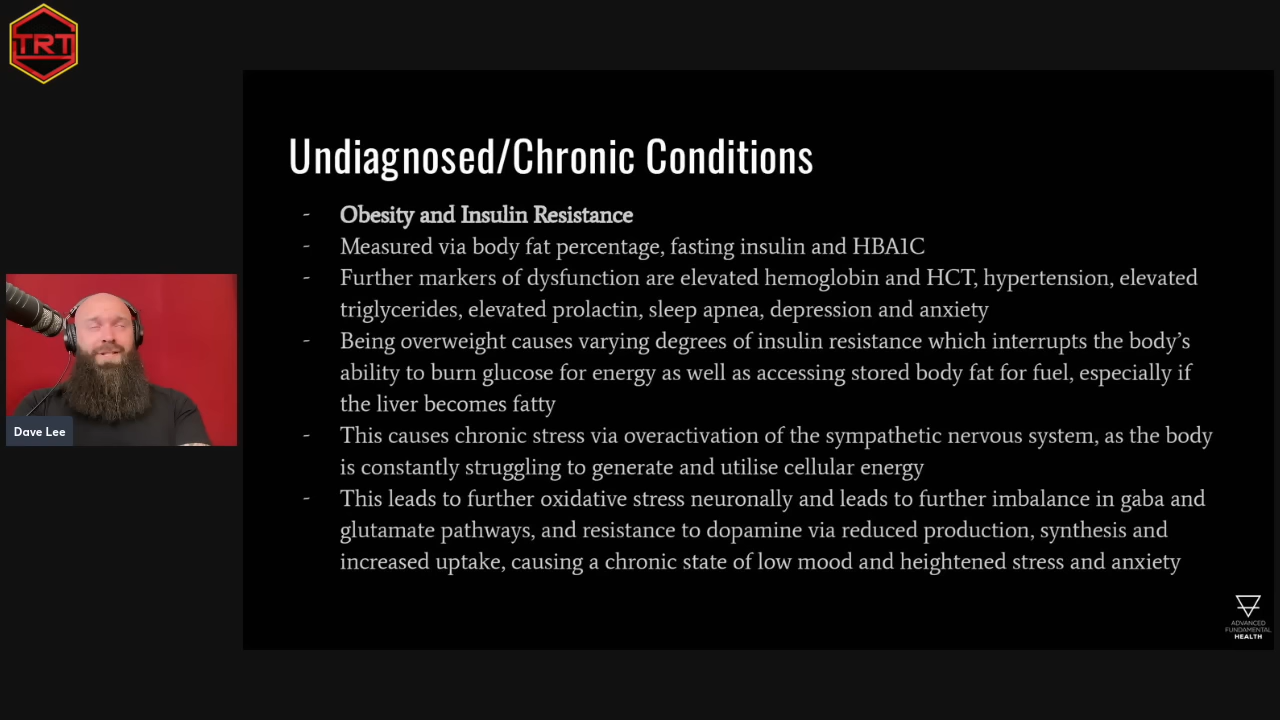 TRT
Undiagnosed/Chronic Conditions
- Obesity and Insulin Resistance
- Measured via body fat percentage, fasting insulin and HBA1C
- Further markers of dysfunction are elevated hemoglobin and HCT, hypertension, elevated
triglycerides, elevated prolactin, sleep apnea, depression and anxiety
- Being overweight causes varying degrees of insulin resistance which interrupts the body’s
ability to burn glucose for energy as well as accessing stored body fat for fuel, especially if
the liver becomes fatty
- This causes chronic stress via overactivation of the sympathetic nervous system, as the body
is constantly struggling to generate and utilise cellular energy
- This leads to further oxidative stress neuronally and leads to further imbalance in gaba and
glutamate pathways, and resistance to dopamine via reduced production, synthesis and
increased uptake, causing a chronic state of low mood and heightened stress and anxiety
Dave Lee
ADVANCED
FUNDAMENTAL
HEALTH